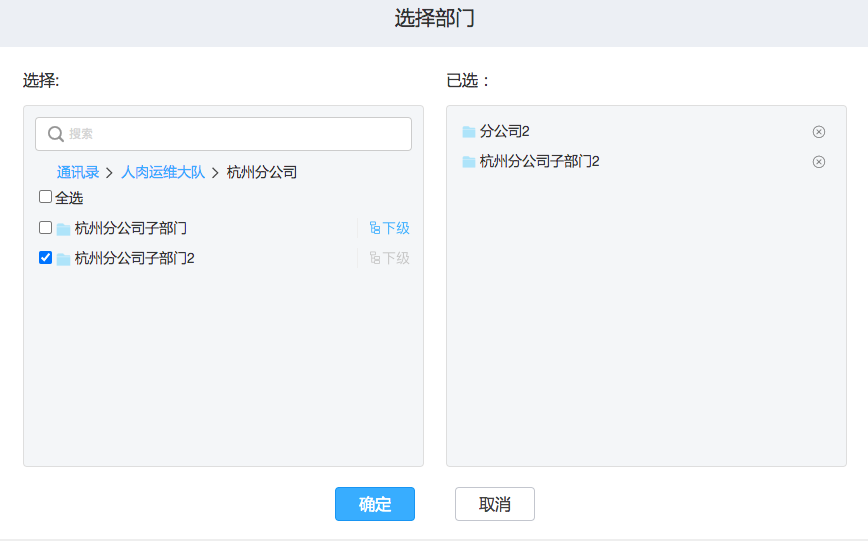 选择部门
选择:
已选：
搜索
通讯录 > 人肉运维大队 > 杭州分公司
全选
杭州分公司子部门 下级
杭州分公司子部门2 下级
分公司2
杭州分公司子部门2
确定 取消